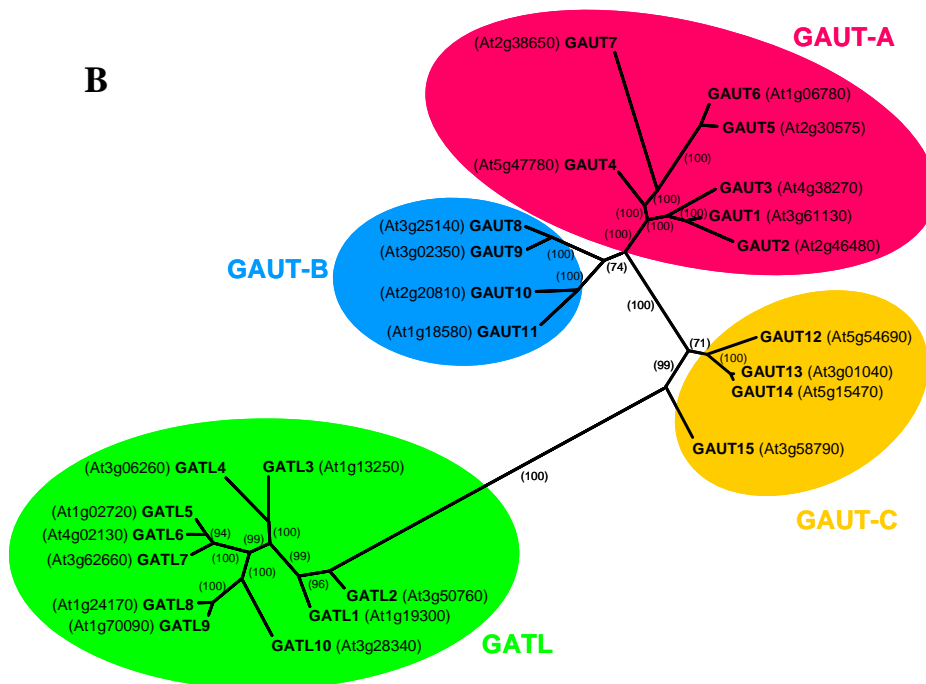 B
GAUT-A
(At2g38650) GAUT7
GAUT6 (At1g06780)
GAUT5 (At2g30575)
(100)
(At5g47780) GAUT4
GAUT3 (At4g38270)
(100)
(100)
(100)
GAUT1 (At3g61130)
(100)
(100)
GAUT2 (At2g46480)
(At3g25140) GAUT8
(At3g02350) GAUT9
(100)
(74)
GAUT-B
(100)
(At2g20810) GAUT10
(At1g18580) GAUT11
(100)
(71)
GAUT12 (At5g54690)
(100)
(99)
GAUT13 (At3g01040)
GAUT14 (At5g15470)
GAUT15 (At3g58790)
(100)
GAUT-C
(At3g06260) GATL4
GATL3 (At1g13250)
(At1g02720) GATL5
(At4g02130) GATL6
(94)
(99)
(100)
(At3g62660) GATL7
(100)
(99)
(100)
(96)
(100)
(At1g24170) GATL8
GATL2 (At3g50760)
(At1g70090) GATL9
GATL1 (At1g19300)
GATL10 (At3g28340)
GATL